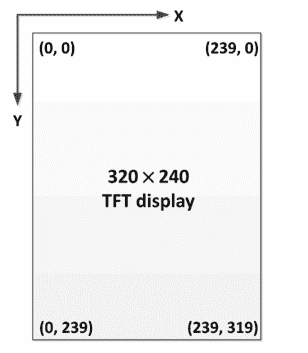 X
Y
(0, 0) (239, 0)
320 × 240
TFT display
(0, 239) (239, 319)